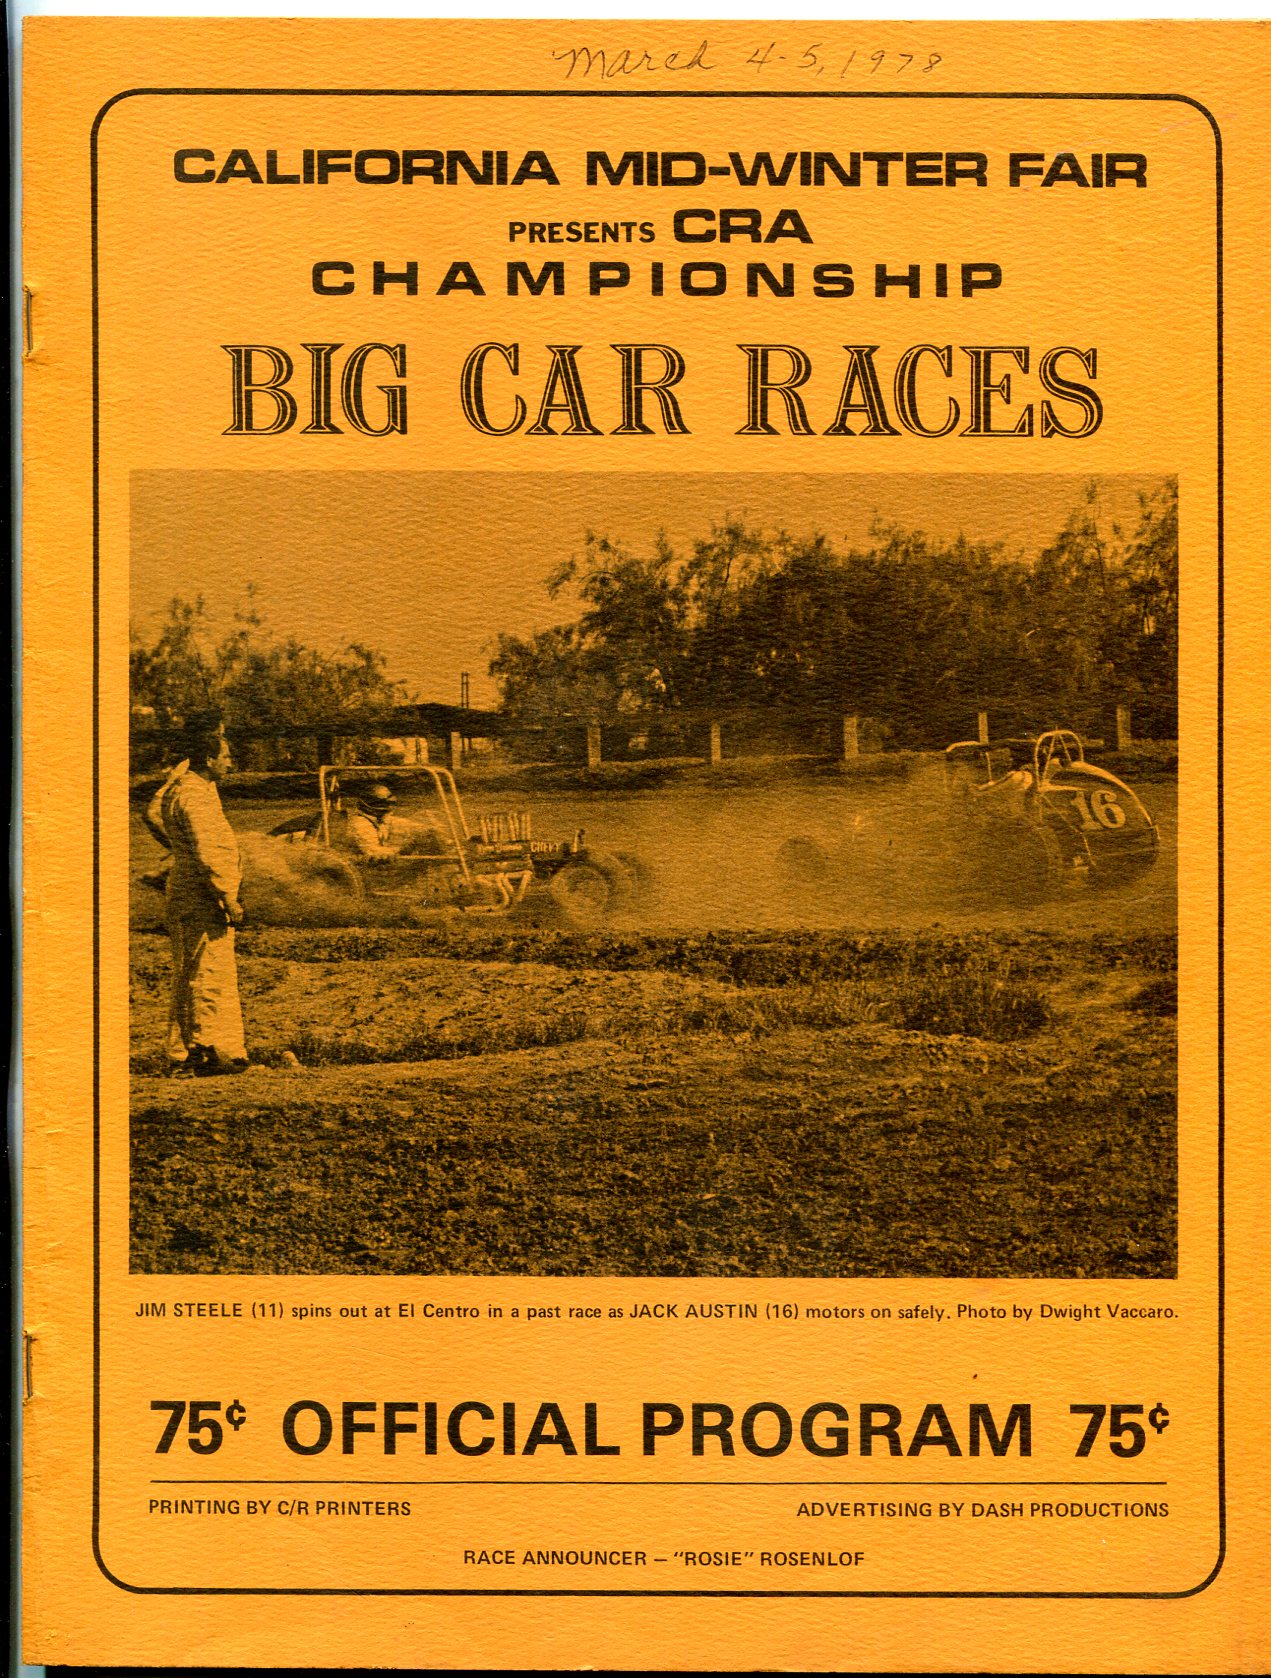 March 4-5, 1978
CALIFORNIA MID-WINTER FAIR
PRESENTS CRA
CHAMPIONSHIP
BIG CAR RACES
CHEVY
16
JIM STEELE (11) spins out at El Centro in a past race as JACK AUSTIN (16) motors on safely. Photo by Dwight Vaccaro.
75¢ OFFICIAL PROGRAM 75¢
PRINTING BY C/R PRINTERS
ADVERTISING BY DASH PRODUCTIONS
RACE ANNOUNCER — "ROSIE" ROSENLOF